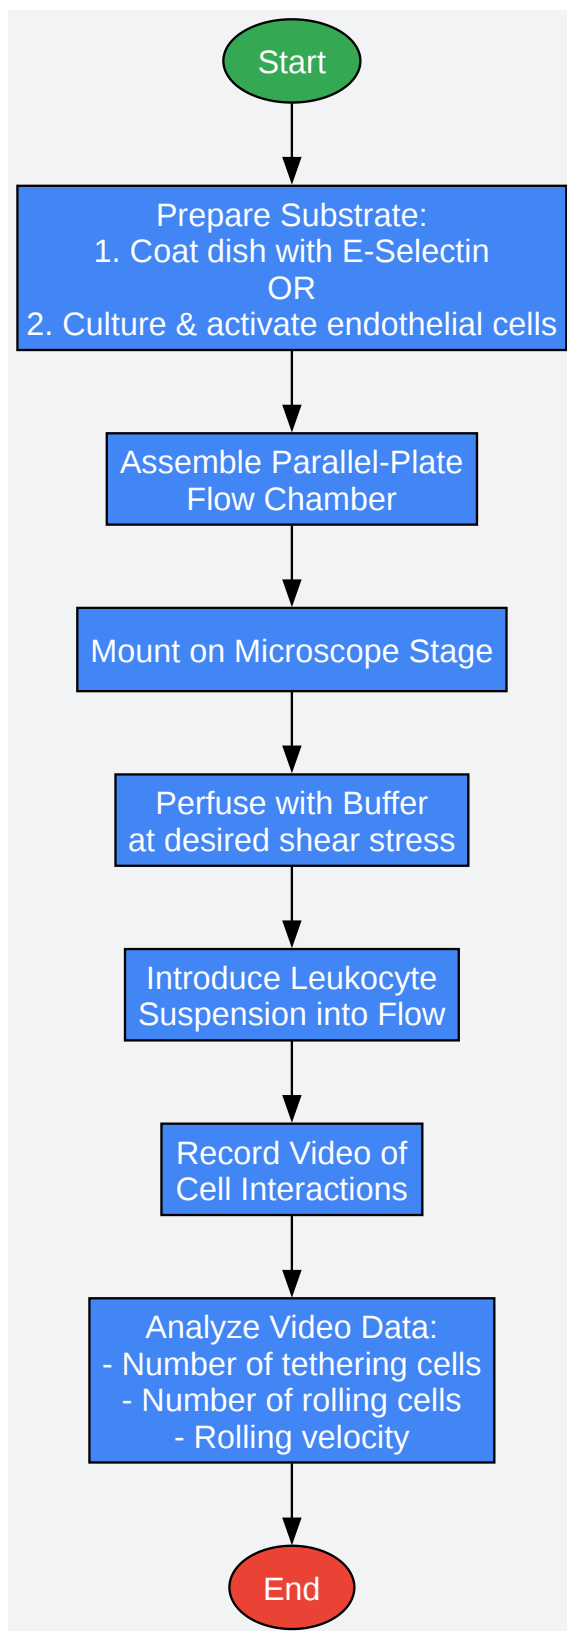 Start
Prepare Substrate:
1. Coat dish with E-Selectin
OR
2. Culture & activate endothelial cells
Assemble Parallel-Plate
Flow Chamber
Mount on Microscope Stage
Perfuse with Buffer
at desired shear stress
Introduce Leukocyte
Suspension into Flow
Record Video of
Cell Interactions
Analyze Video Data:
- Number of tethering cells
- Number of rolling cells
- Rolling velocity
End